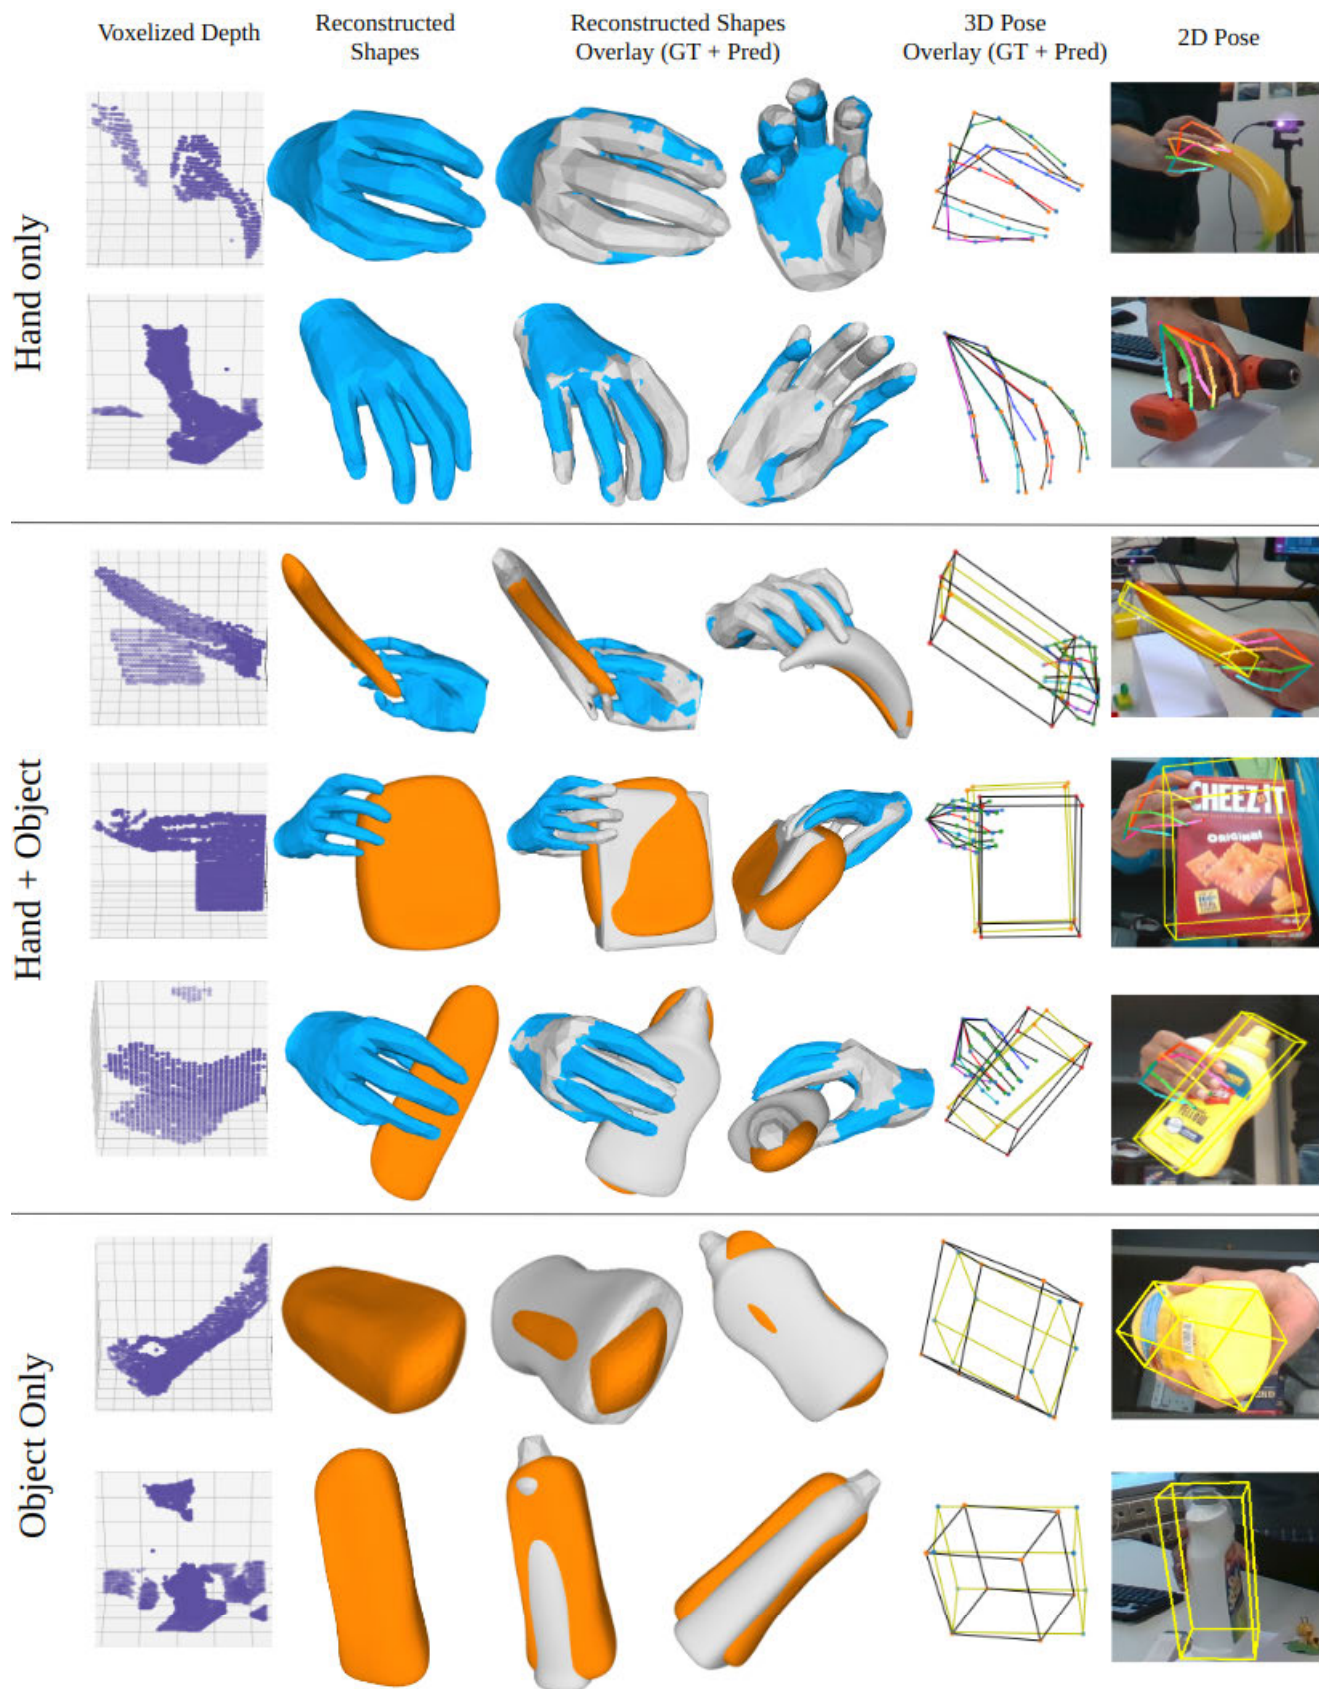 Voxelized Depth
Reconstructed
Shapes
Reconstructed Shapes
Overlay (GT + Pred)
3D Pose
Overlay (GT + Pred)
2D Pose
Hand only
Hand + Object
CHEEZ-IT
ORIGINAL
YELLOW
Object Only